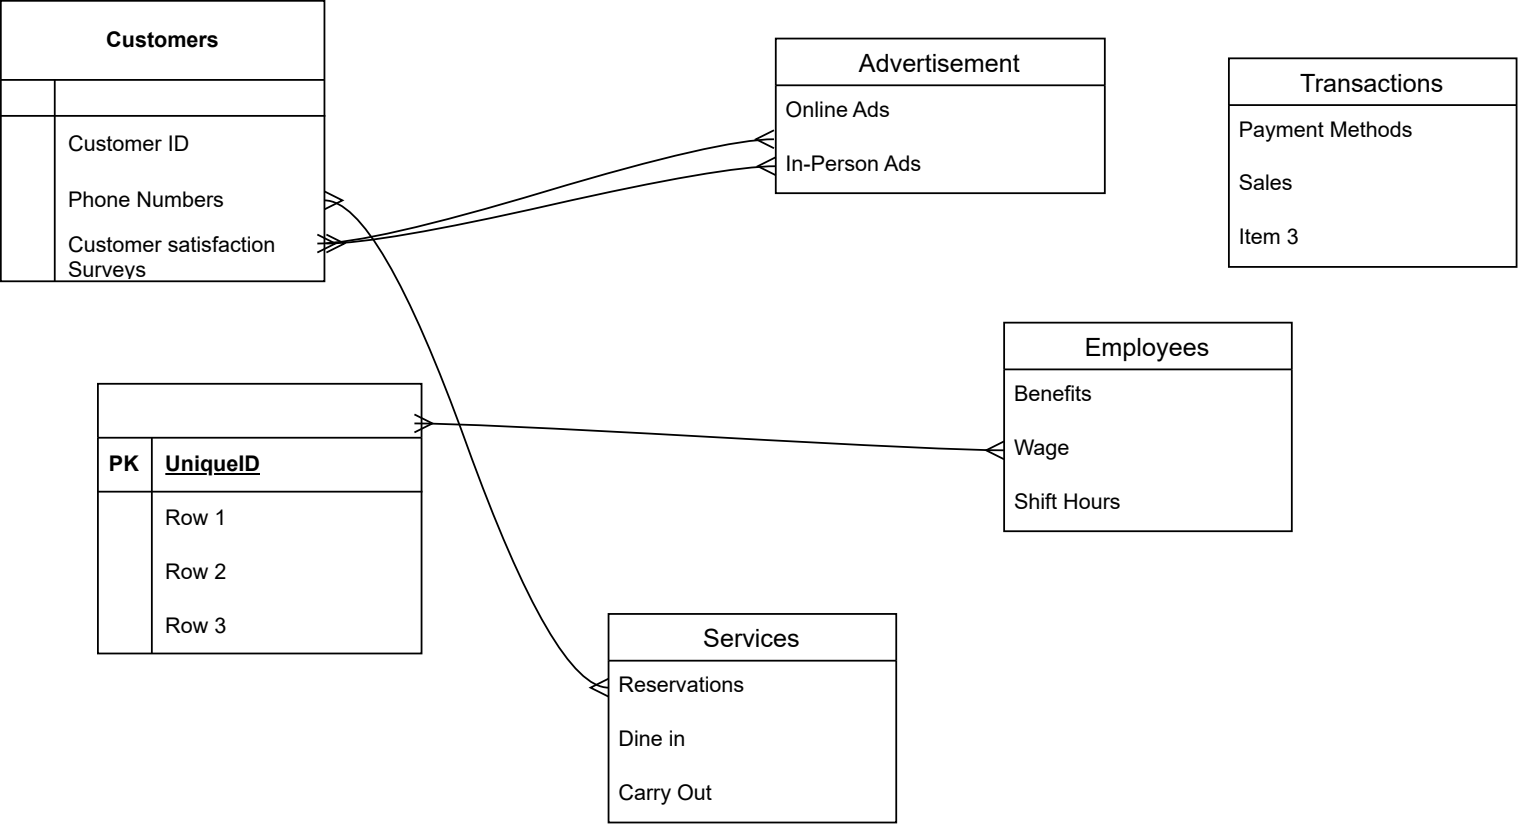 Customers
Customer ID
Phone Numbers
Customer satisfaction
Surveys
Advertisement
Online Ads
In-Person Ads
Transactions
Payment Methods
Sales
Item 3
Employees
Benefits
Wage
Shift Hours
PK UniqueID
Row 1
Row 2
Row 3
Services
Reservations
Dine in
Carry Out